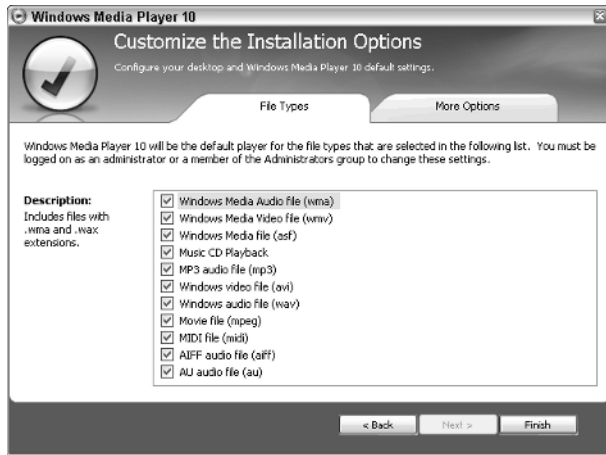 Windows Media Player 10
Customize the Installation Options
Configure your desktop and Windows Media Player 10 default settings.
File Types
More Options
Windows Media Player 10 will be the default player for the file types that are selected in the following list. You must be
logged on as an administrator or a member of the Administrators group to change these settings.
Description:
Includes files with
.wma and .wax
extensions.
Windows Media Audio file (wma)
Windows Media Video file (wmv)
Windows Media file (asf)
Music CD Playback
MP3 audio file (mp3)
Windows video file (avi)
Windows audio file (wav)
Movie file (mpeg)
MIDI file (midi)
AIFF audio file (aiff)
AU audio file (au)
< Back
Next >
Finish